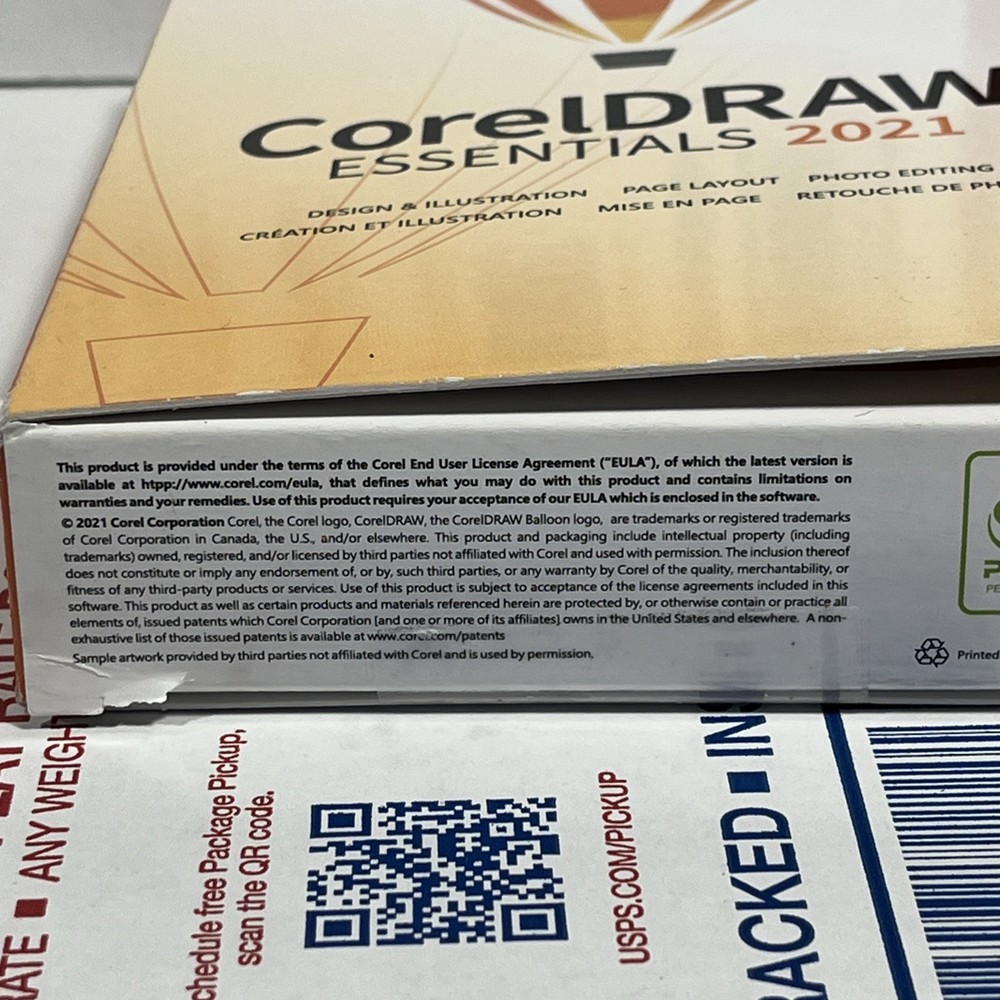 CorelDRAW
ESSENTIALS 2021
DESIGN & ILLUSTRATION PAGE LAYOUT PHOTO EDITING
CRÉATION ET ILLUSTRATION MISE EN PAGE RETOUCHE DE PH
This product is provided under the terms of the Corel End User License Agreement (“EULA”), of which the latest version is
available at htpp://www.corel.com/eula, that defines what you may do with this product and contains limitations on
warranties and your remedies. Use of this product requires your acceptance of our EULA which is enclosed in the software.
© 2021 Corel Corporation Corel, the Corel logo, CorelDRAW, the CorelDRAW Balloon logo, are trademarks or registered trademarks
of Corel Corporation in Canada, the U.S., and/or elsewhere. This product and packaging include intellectual property (including
trademarks) owned, registered, and/or licensed by third parties not affiliated with Corel and used with permission. The inclusion thereof
does not constitute or imply any endorsement of, or by, such third parties, or any warranty by Corel of the quality, merchantability, or
fitness of any third-party products or services. Use of this product is subject to acceptance of the license agreements included in this
software. This product as well as certain products and materials referenced herein are protected by, or otherwise contain or practice all
elements of, issued patents which Corel Corporation [and one or more of its affiliates] owns in the United States and elsewhere. A non-
exhaustive list of those issued patents is available at www.corel.com/patents
Sample artwork provided by third parties not affiliated with Corel and is used by permission.
Printed
RATE ■ ANY WEIGH
chedule free Package Pickup,
scan the QR code.
USPS.COM/PICKUP
RACKED ■ INS